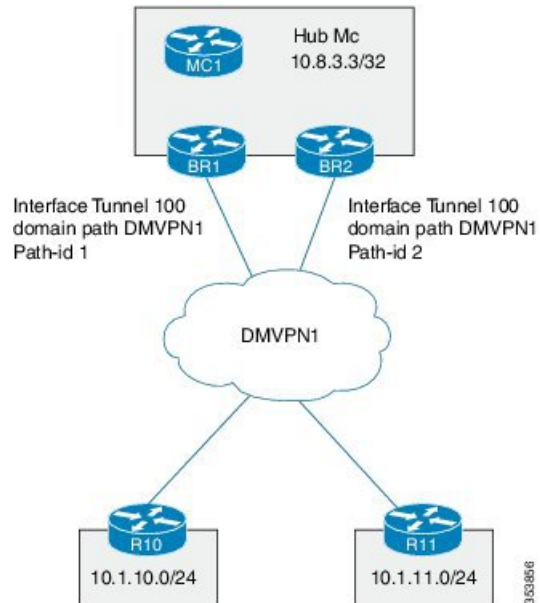 Hub Mc
10.8.3.3/32
MC1
BR1
BR2
Interface Tunnel 100
domain path DMVPN1
Path-id 1
Interface Tunnel 100
domain path DMVPN1
Path-id 2
DMVPN1
R10
R11
10.1.10.0/24
10.1.11.0/24
353856